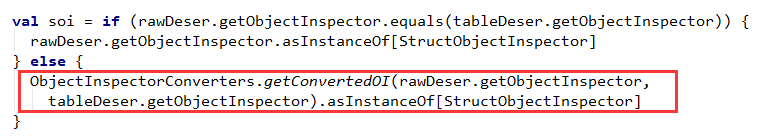 val soi = if (rawDeser.getObjectInspector.equals(tableDeser.getObjectInspector)) {
  rawDeser.getObjectInspector.asInstanceOf[StructObjectInspector]
} else {
  ObjectInspectorConverters.getConvertedOI(rawDeser.getObjectInspector,
    tableDeser.getObjectInspector).asInstanceOf[StructObjectInspector]
}